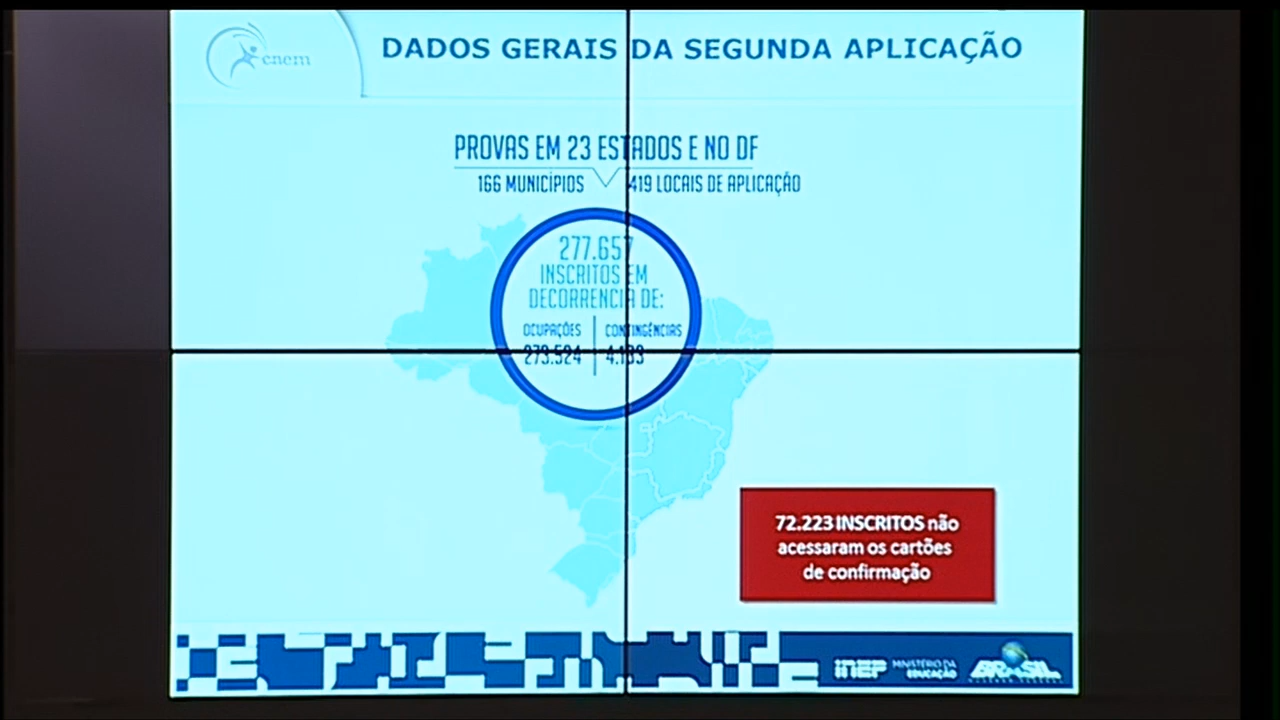 enem
DADOS GERAIS DA SEGUNDA APLICAÇÃO
PROVAS EM 23 ESTADOS E NO DF
166 MUNICÍPIOS 419 LOCAIS DE APLICAÇÃO
277.657
INSCRITOS EM
DECORRENCIA DE:
OCUPAÇÕES CONTINGÊNCIAS
273.524 4.133
72.223 INSCRITOS não
acessaram os cartões
de confirmação
INEP MINISTÉRIO DA
EDUCAÇÃO
BRASIL